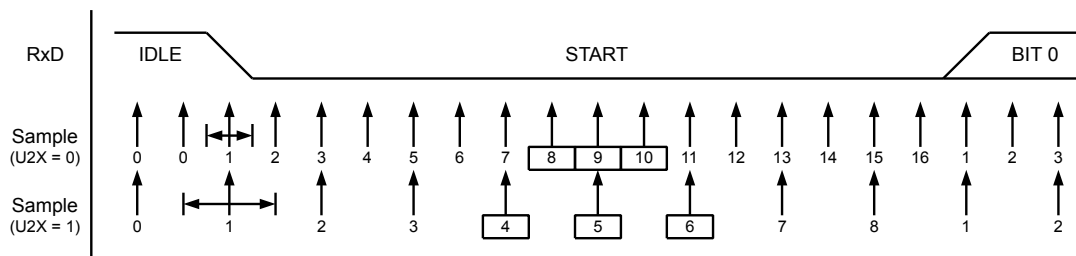 RxD IDLE START BIT 0
Sample
(U2X = 0) 0 0 1 2 3 4 5 6 7 8 9 10 11 12 13 14 15 16 1 2 3
Sample
(U2X = 1) 0 1 2 3 4 5 6 7 8 1 2